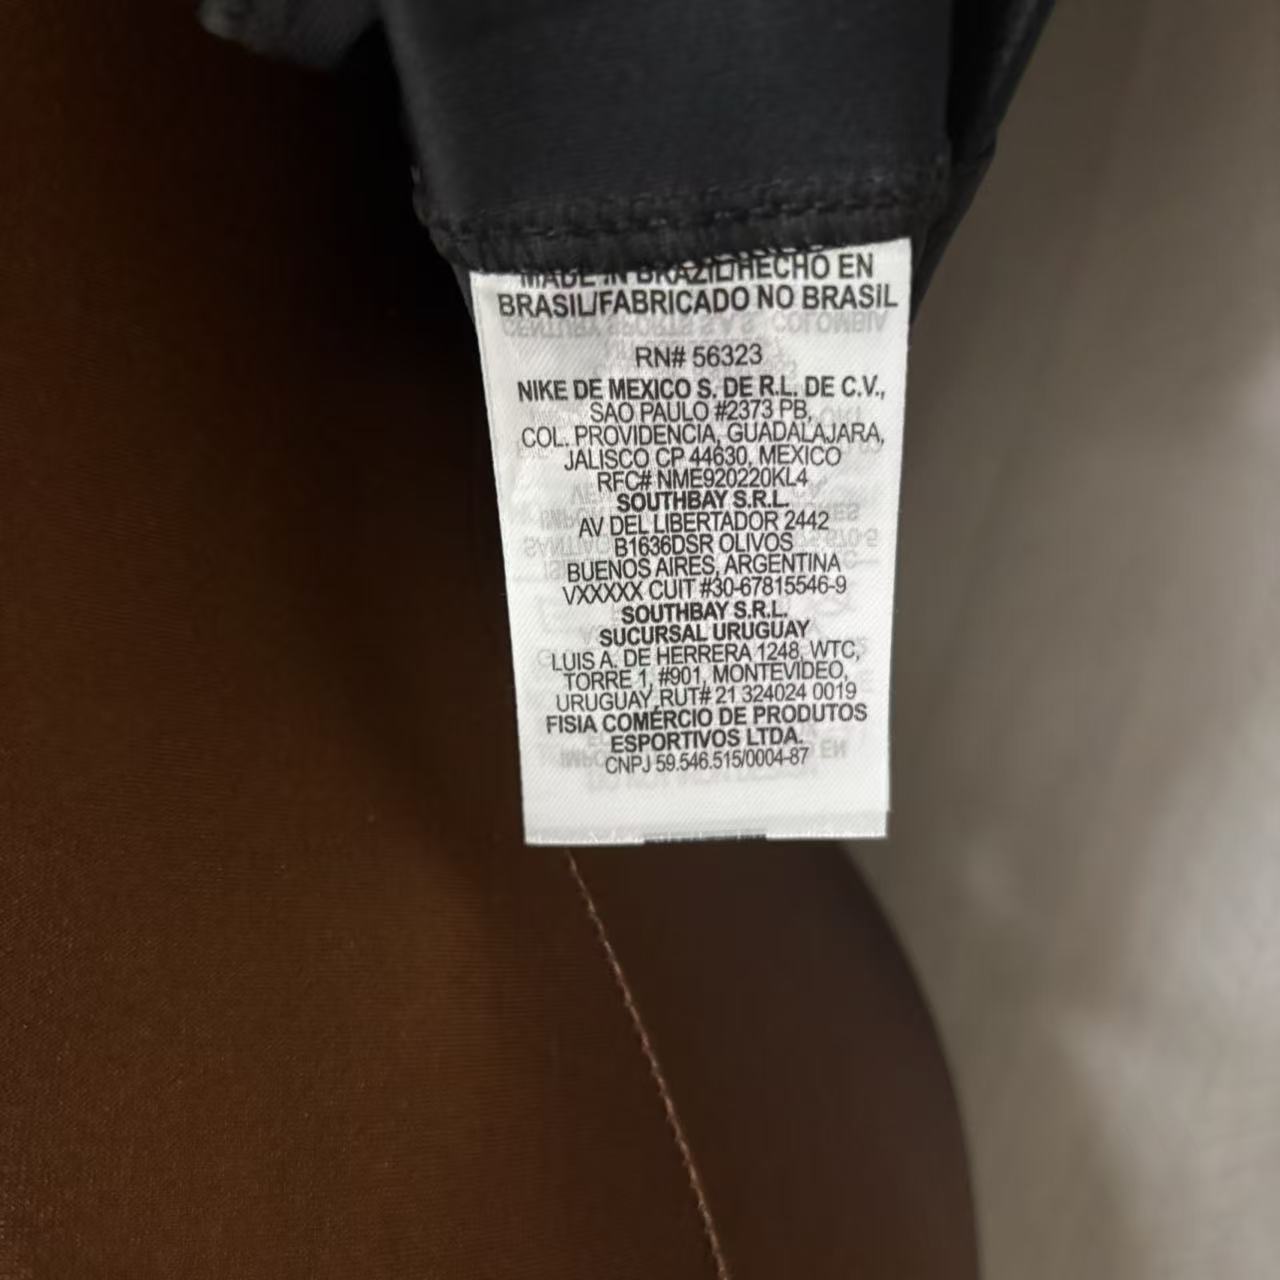 MADE IN BRAZIL/HECHO EN
BRASIL/FABRICADO NO BRASIL
RN# 56323
NIKE DE MEXICO S. DE R.L. DE C.V.,
SAO PAULO #2373 PB,
COL. PROVIDENCIA, GUADALAJARA,
JALISCO CP 44630, MEXICO
RFC# NME920220KL4
SOUTHBAY S.R.L.
AV DEL LIBERTADOR 2442
B1636DSR OLIVOS
BUENOS AIRES, ARGENTINA
VXXXXX CUIT #30-67815546-9
SOUTHBAY S.R.L.
SUCURSAL URUGUAY
LUIS A. DE HERRERA 1248, WTC,
TORRE 1, #901, MONTEVIDEO,
URUGUAY RUT# 21 324024 0019
FISIA COMÉRCIO DE PRODUTOS
ESPORTIVOS LTDA.
CNPJ 59.546.515/0004-87